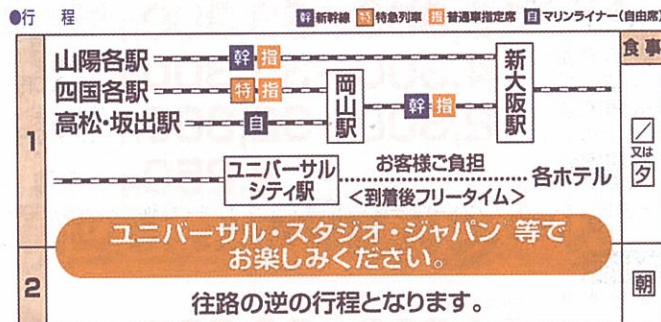 ●行 程
幹 新幹線 特 特急列車 指 普通車指定席 自 マリンライナー(自由席)
食事
1
山陽各駅 幹 指
四国各駅 特 指
高松・坂出駅 自
岡山駅
幹 指
新大阪駅
╱
又は
夕
ユニバーサル
シティ駅
お客様ご負担
<到着後フリータイム>
各ホテル
ユニバーサル・スタジオ・ジャパン®等で
お楽しみください。
2
往路の逆の行程となります。
朝